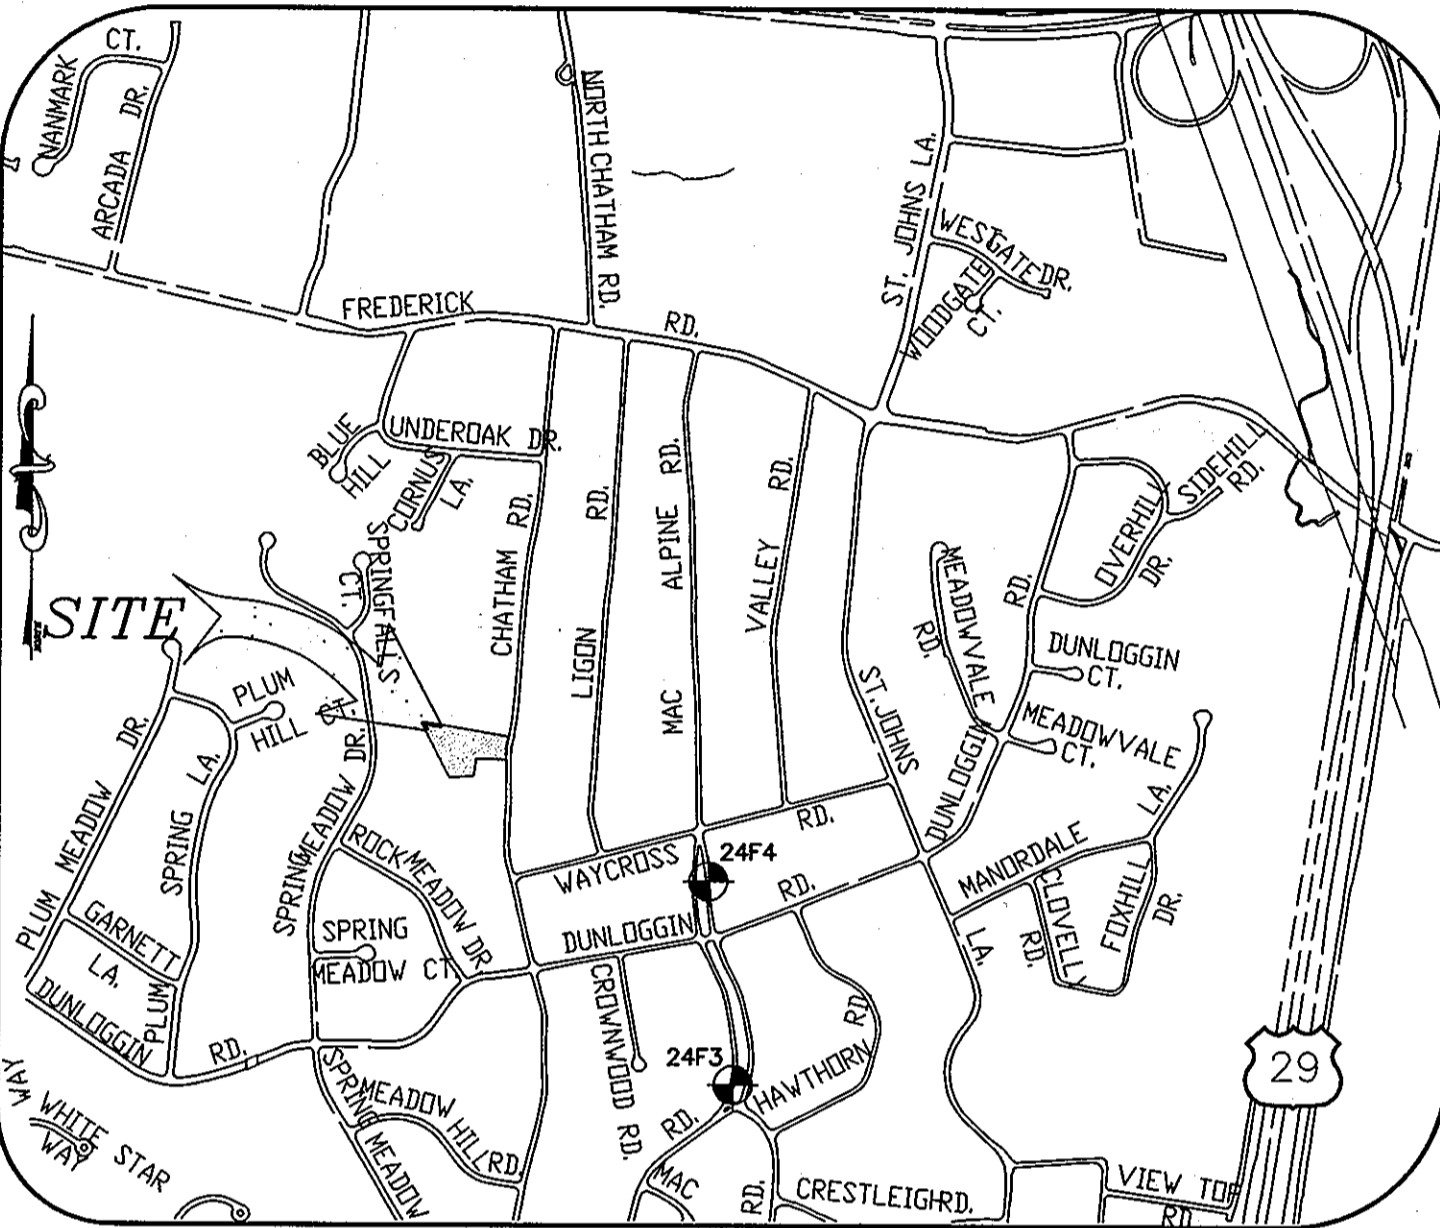 CT.
NANMARK
ARCADA DR.
NORTH CHATHAM RD.
ST. JOHNS LA.
WESTGATE DR.
WOODGATE
CT.
FREDERICK RD.
BLUE
HILL
UNDEROAK DR.
CORNUS
LA.
SPRINGFALLS
CT.
SITE
CHATHAM RD.
LIGON RD.
MAC ALPINE RD.
VALLEY RD.
ST. JOHNS
LA.
MEADOWVALE
RD.
OVERHILL
DR.
SIDEHILL
RD.
DUNLOGGIN
CT.
DUNLOGGIN RD.
MEADOWVALE
CT.
LA.
PLUM
HILL
PLUM MEADOW DR.
SPRING LA.
PLUM
SPRINGMEADOW DR.
ROCKMEADOW DR
GARNETT
LA.
SPRING
MEADOW CT.
DUNLOGGIN RD.
WAYCROSS RD.
24F4
DUNLOGGIN RD.
MANORDALE
CLOVELLY
RD.
FOXHILL
DR.
CROWNWOOD RD.
24F3
HAWTHORN RD
29
WAY
WHITE STAR
WAY
SPRING MEADOW
MEADOW HILL RD.
MAC
RD.
RD.
CRESTLEIGH RD.
VIEW TOP
RD